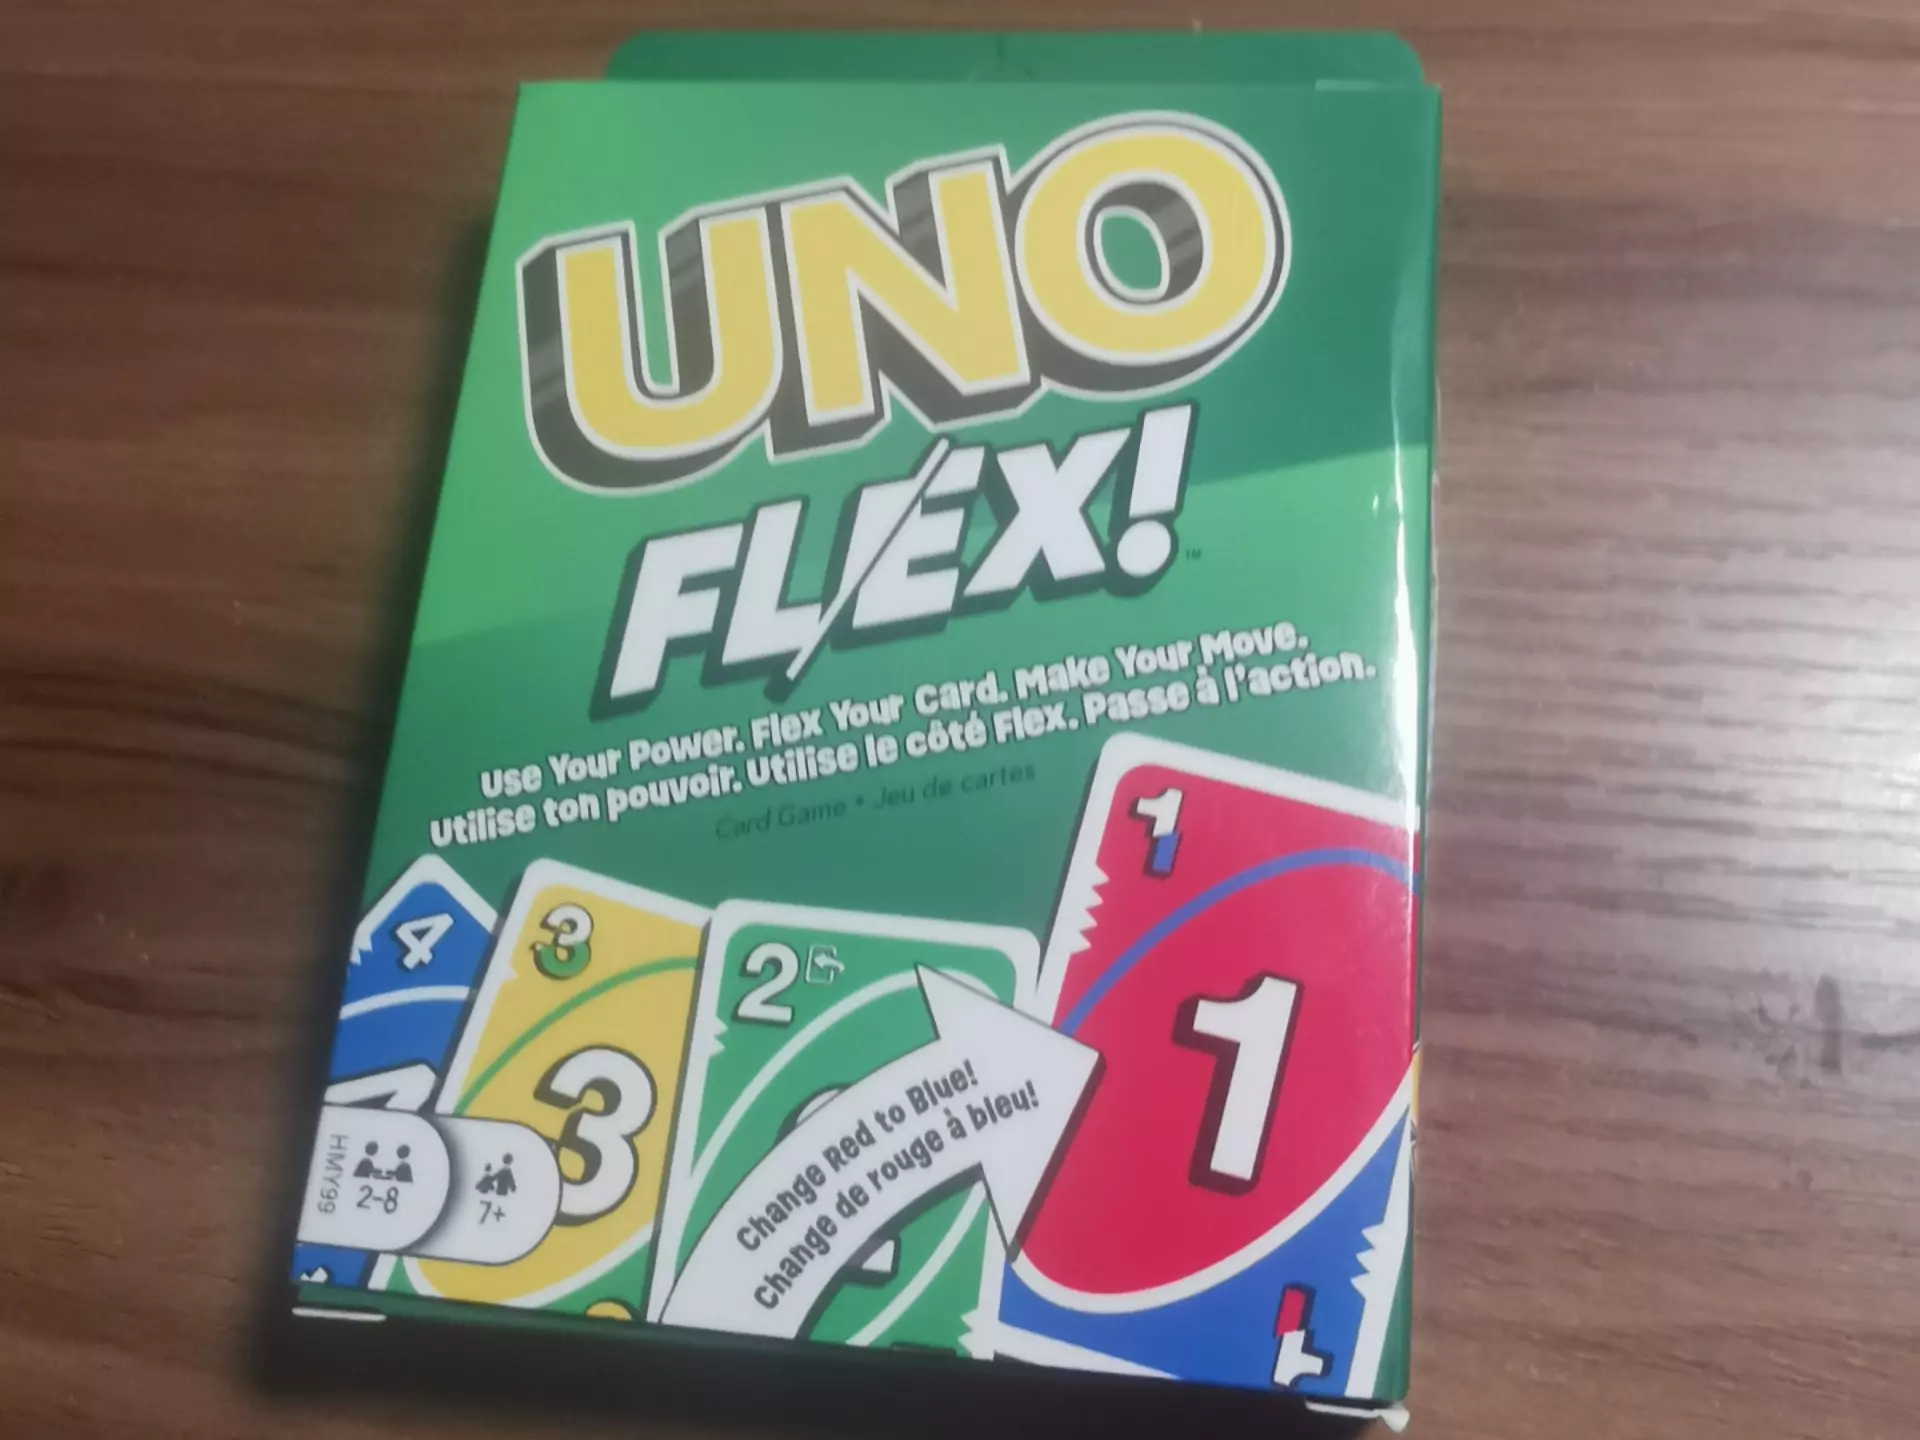 UNO
FLEX!™
Use Your Power. Flex Your Card. Make Your Move.
Utilise ton pouvoir. Utilise le côté Flex. Passe à l'action.
Card Game • Jeu de cartes
1
4
3
2
1
3
Change Red to Blue!
Change de rouge à bleu!
HMY99
2-8
7+
1